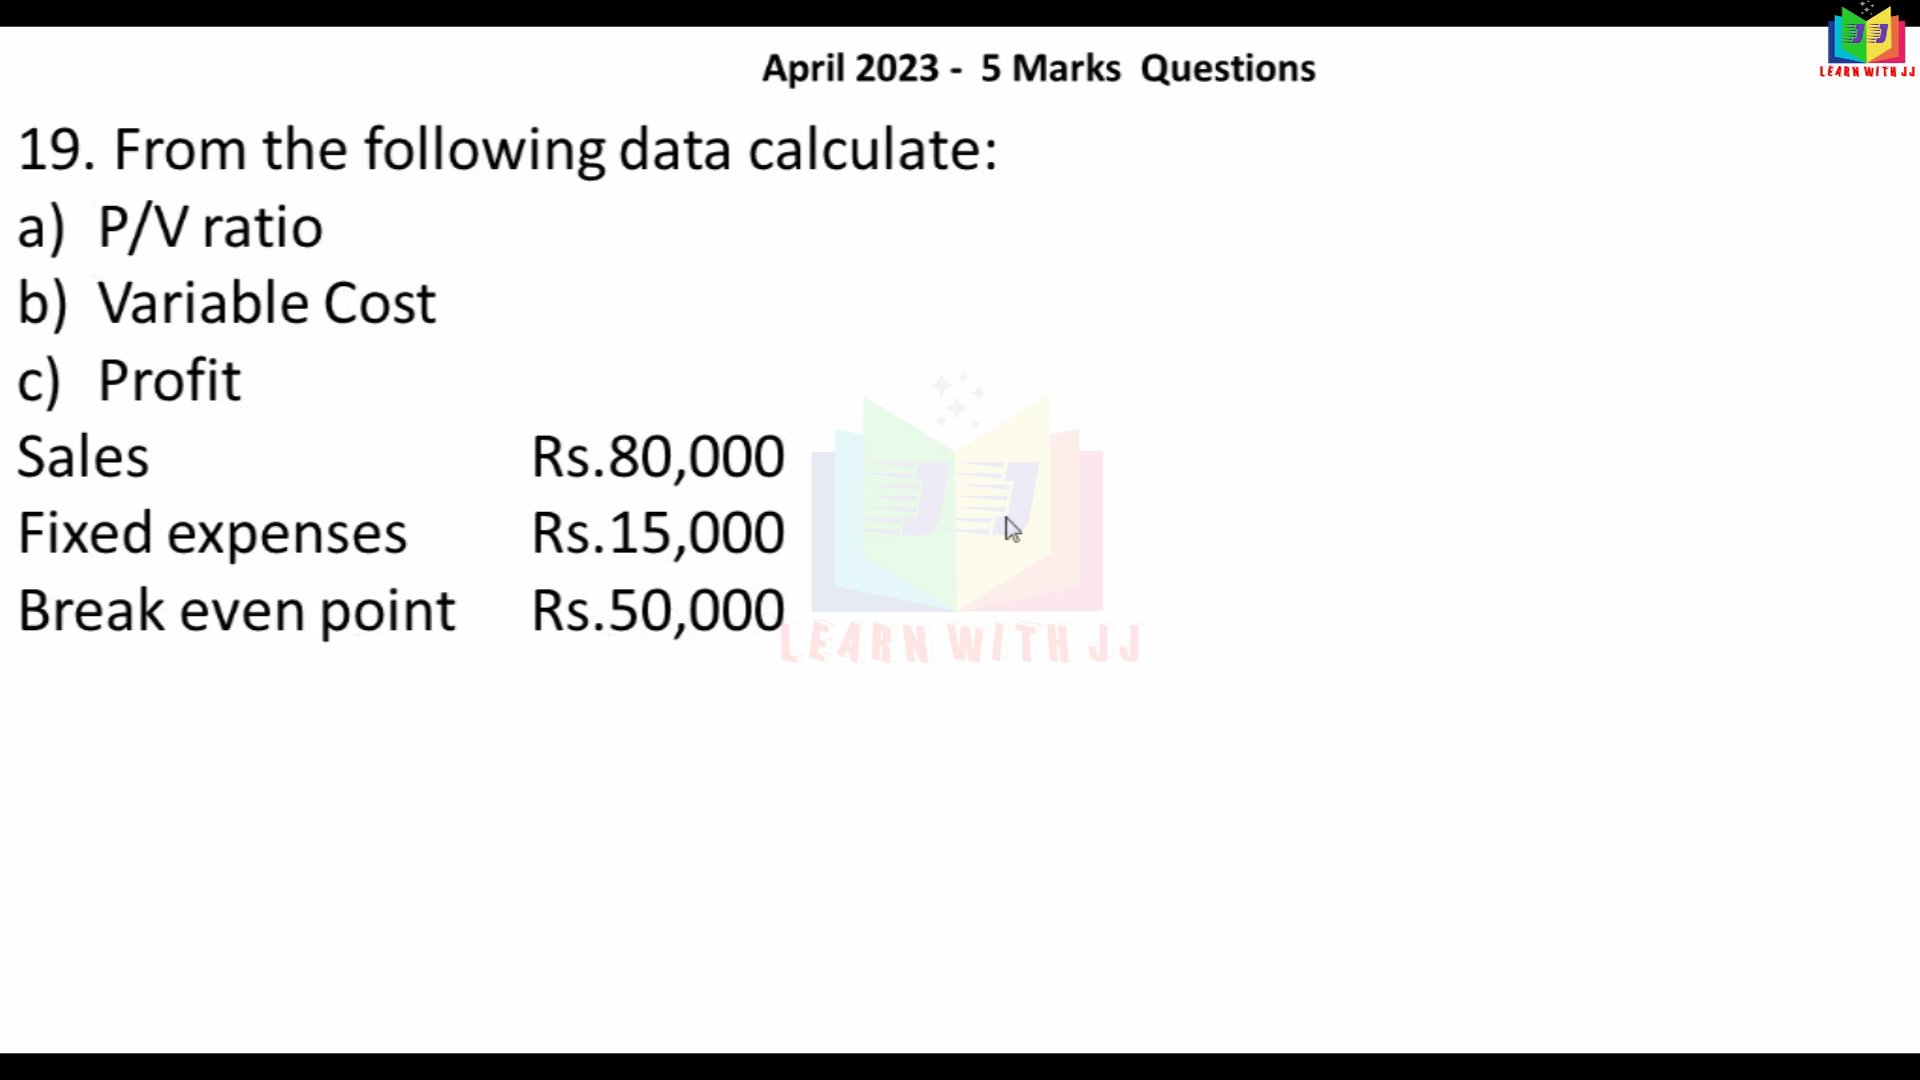 LEARN WITH JJ
April 2023 - 5 Marks Questions
19. From the following data calculate:
a) P/V ratio
b) Variable Cost
c) Profit
Sales Rs.80,000
Fixed expenses Rs.15,000
Break even point Rs.50,000
LEARN WITH JJ